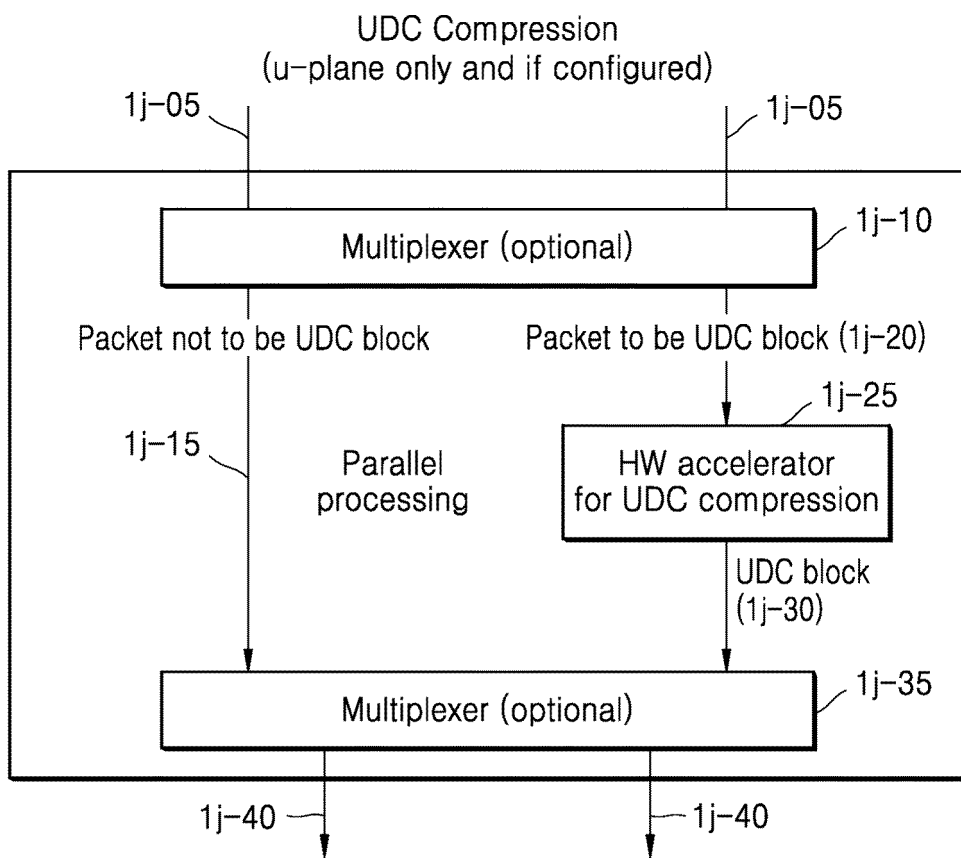 UDC Compression
(u-plane only and if configured)
1j-05
1j-05
Multiplexer (optional)
1j-10
Packet not to be UDC block
Packet to be UDC block (1j-20)
1j-25
1j-15
Parallel
processing
HW accelerator
for UDC compression
UDC block
(1j-30)
1j-35
Multiplexer (optional)
1j-40
1j-40